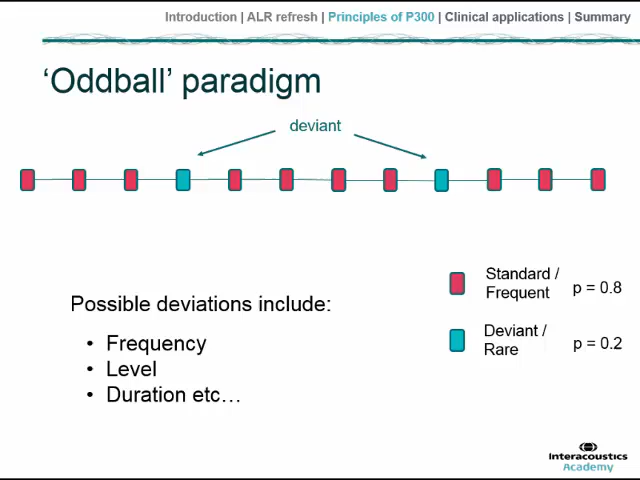 Introduction | ALR refresh | Principles of P300 | Clinical applications | Summary
‘Oddball’ paradigm
deviant
Standard /
Frequent
p = 0.8
Deviant /
Rare
p = 0.2
Possible deviations include:
• Frequency
• Level
• Duration etc…
Interacoustics
Academy